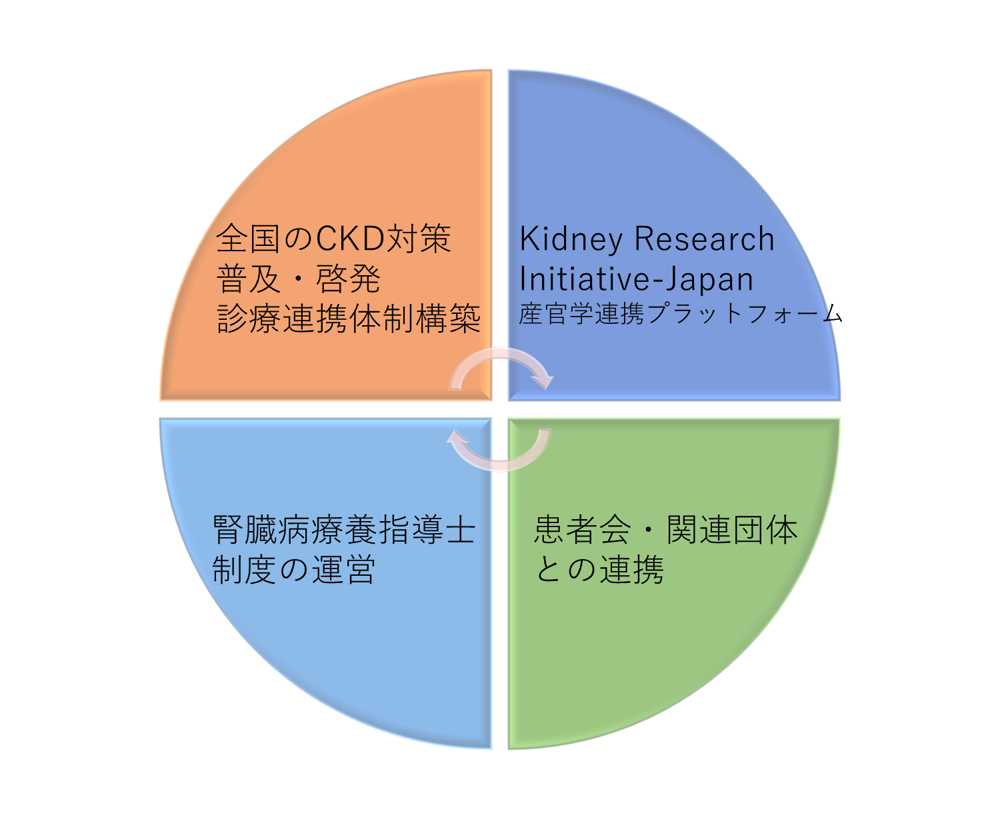 全国のCKD対策
普及・啓発
診療連携体制構築
Kidney Research
Initiative-Japan
産官学連携プラットフォーム
腎臓病療養指導士
制度の運営
患者会・関連団体
との連携